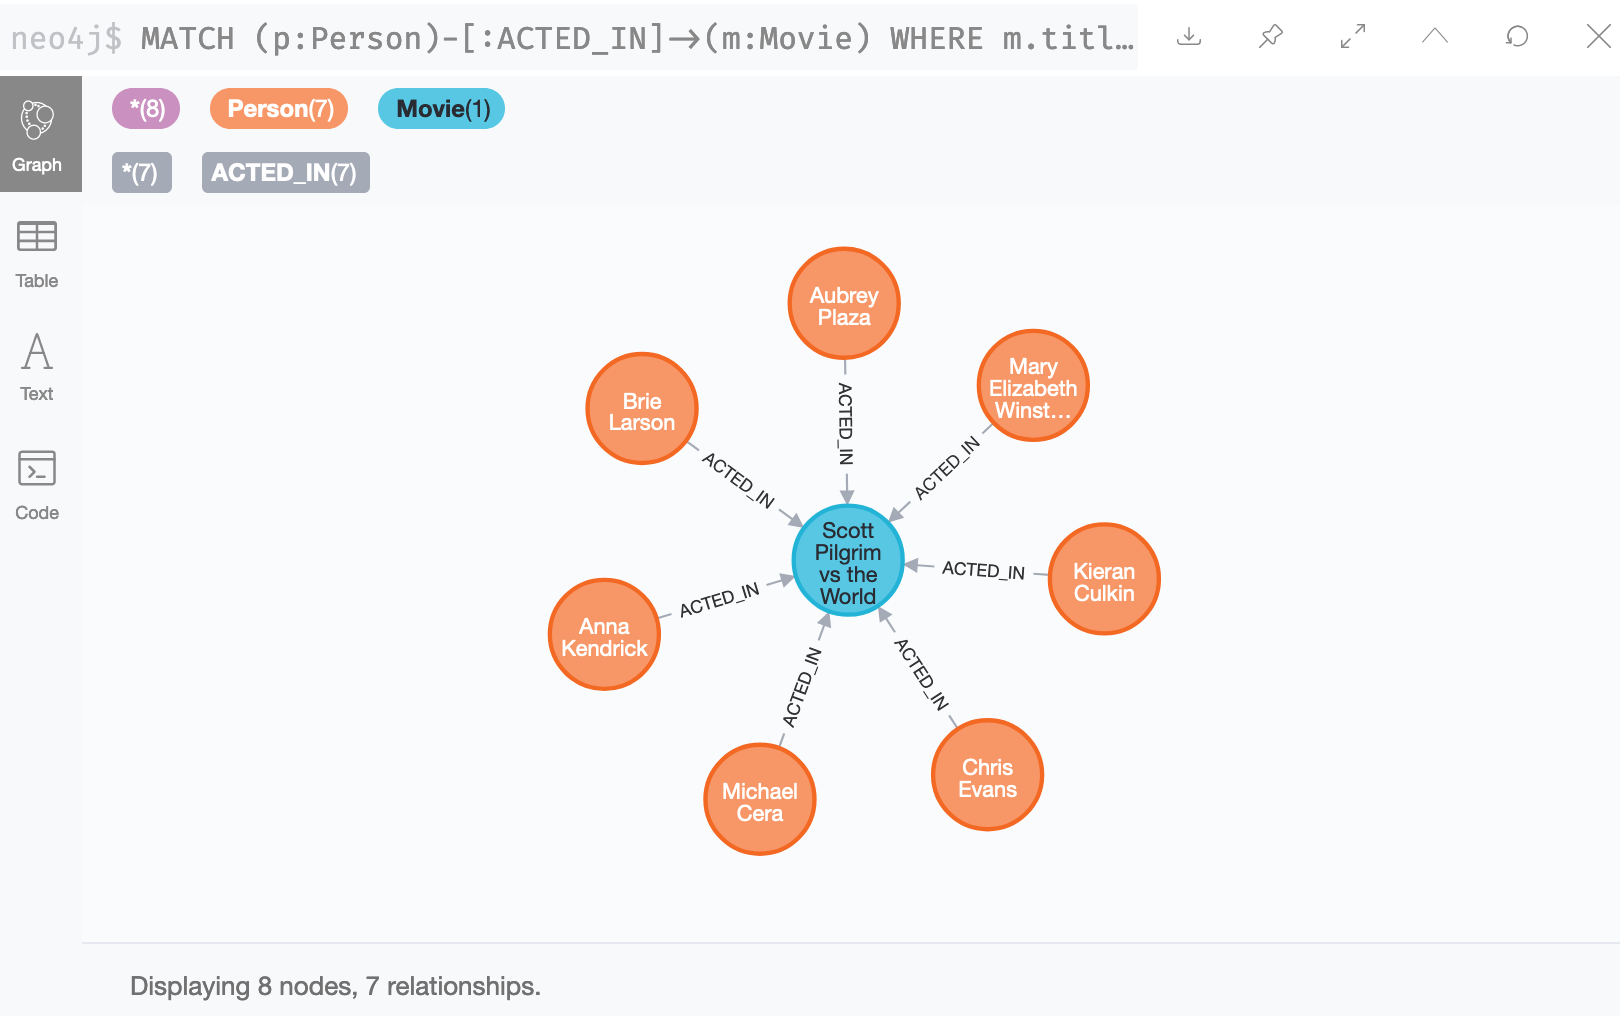 neo4j$ MATCH (p:Person)-[:ACTED_IN]→(m:Movie) WHERE m.titl…
*(8) Person(7) Movie(1)
*(7) ACTED_IN(7)
Graph
Table
Text
Code
Aubrey
Plaza
ACTED_IN
Mary
Elizabeth
Winst...
ACTED_IN
Brie
Larson
ACTED_IN
Scott
Pilgrim
vs the
World
Kieran
Culkin
ACTED_IN
Anna
Kendrick
ACTED_IN
Michael
Cera
ACTED_IN
Chris
Evans
ACTED_IN
Displaying 8 nodes, 7 relationships.